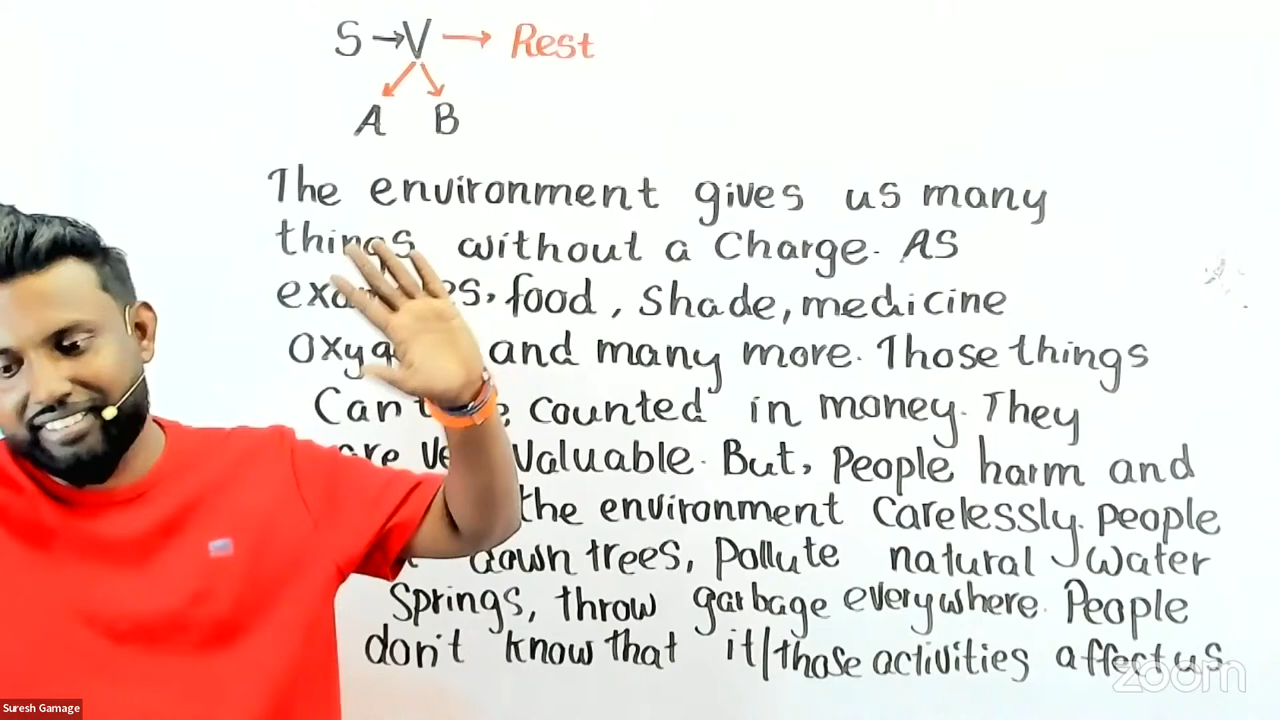 S → V → Rest
A B
The environment gives us many
things without a Charge. AS
food, Shade, medicine
and many more. Those things
counted in money. They
Valuable. But, People harm and
the environment Carelessly. people
down trees, Pollute natural Water
Springs, throw garbage everywhere. People
don't know that it/those activities affect us
zoom
Suresh Gamage